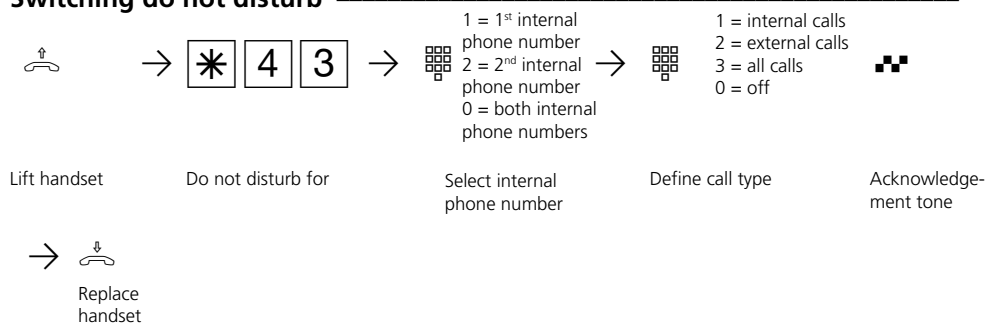 Switching do not disturb
1 = 1st internal
phone number
2 = 2nd internal
phone number
0 = both internal
phone numbers
1 = internal calls
2 = external calls
3 = all calls
0 = off
* 4 3
Lift handset
Do not disturb for
Select internal
phone number
Define call type
Acknowledge-
ment tone
Replace
handset